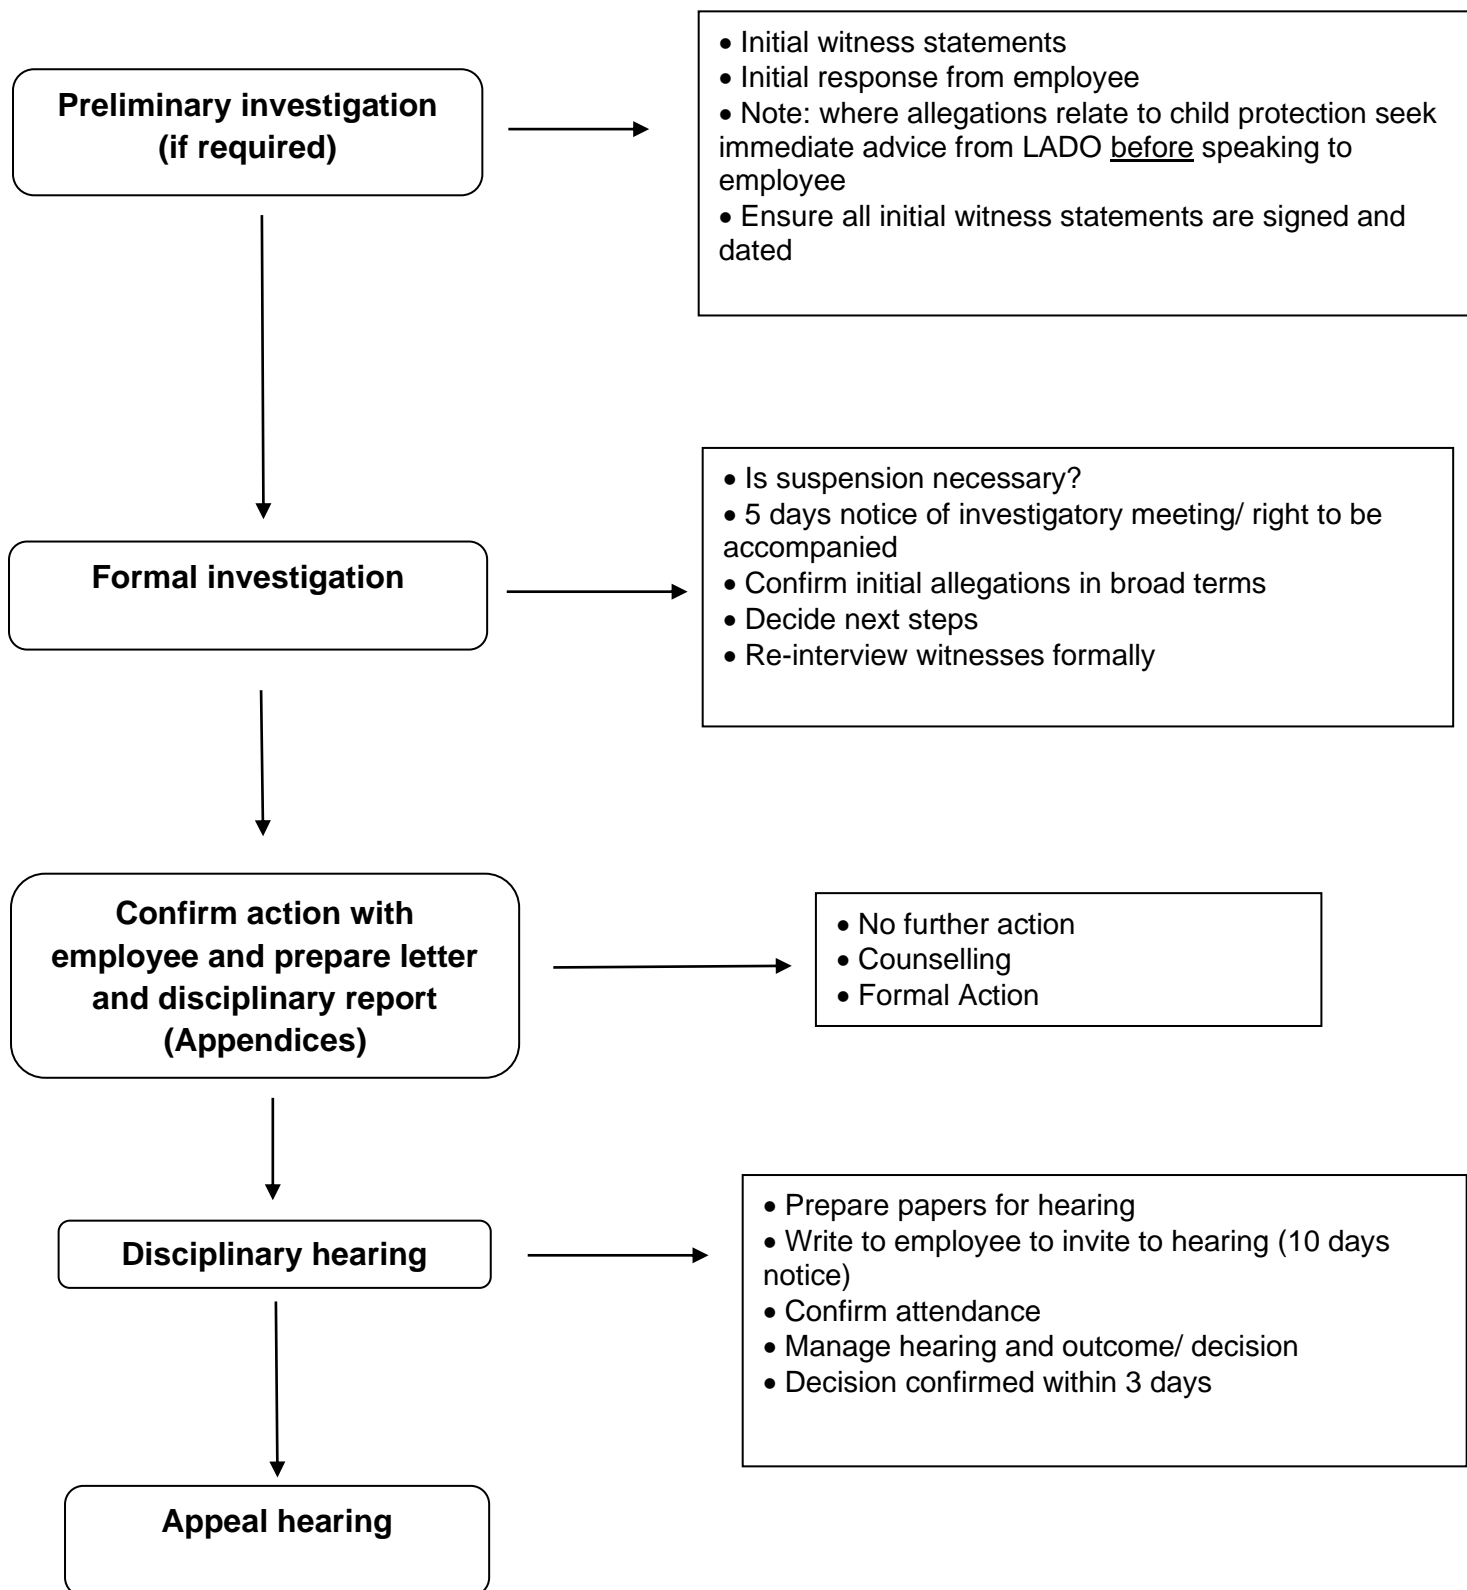 Preliminary investigation
(if required)
• Initial witness statements
• Initial response from employee
• Note: where allegations relate to child protection seek
immediate advice from LADO before speaking to
employee
• Ensure all initial witness statements are signed and
dated
Formal investigation
• Is suspension necessary?
• 5 days notice of investigatory meeting/ right to be
accompanied
• Confirm initial allegations in broad terms
• Decide next steps
• Re-interview witnesses formally
Confirm action with
employee and prepare letter
and disciplinary report
(Appendices)
• No further action
• Counselling
• Formal Action
Disciplinary hearing
• Prepare papers for hearing
• Write to employee to invite to hearing (10 days
notice)
• Confirm attendance
• Manage hearing and outcome/ decision
• Decision confirmed within 3 days
Appeal hearing